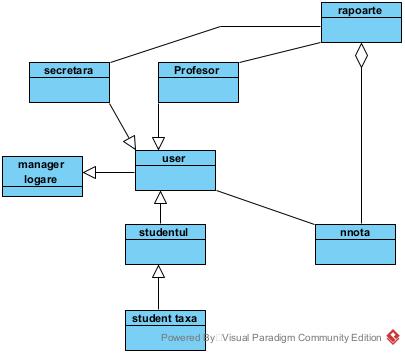 rapoarte
secretara
Profesor
user
manager
logare
studentul
nnota
student taxa
Powered By Visual Paradigm Community Edition